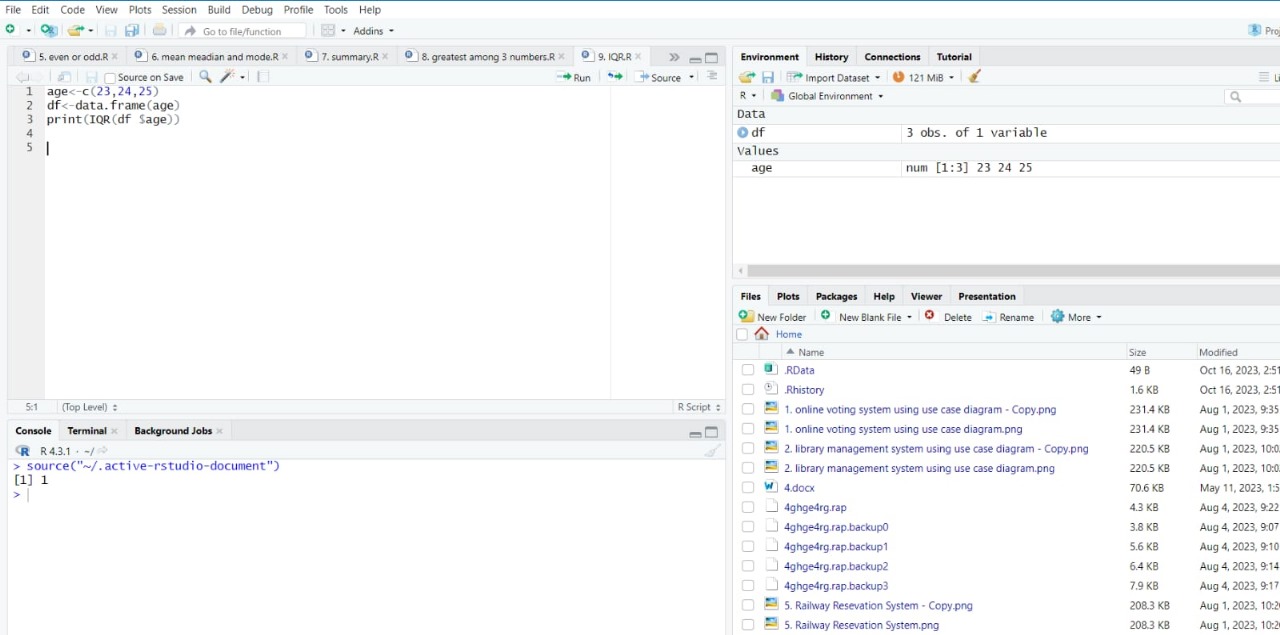 File Edit Code View Plots Session Build Debug Profile Tools Help
Go to file/function Addins
5. even or odd.R 6. mean meadian and mode.R 7. summary.R 8. greatest among 3 numbers.R 9. IQR.R
Source on Save Run Source
1 age<-c(23,24,25)
2 df<-data.frame(age)
3 print(IQR(df $age))
4
5
5:1 (Top Level) R Script
Console Terminal Background Jobs
R 4.3.1 · ~/
> source("~/.active-rstudio-document")
[1] 1
>
Environment History Connections Tutorial
Import Dataset 121 MiB
R Global Environment
Data
df 3 obs. of 1 variable
Values
age num [1:3] 23 24 25
Files Plots Packages Help Viewer Presentation
New Folder New Blank File Delete Rename More
Home
Name Size Modified
.RData 49 B Oct 16, 2023, 2:51
.Rhistory 1.6 KB Oct 16, 2023, 2:51
1. online voting system using use case diagram - Copy.png 231.4 KB Aug 1, 2023, 9:35
1. online voting system using use case diagram.png 231.4 KB Aug 1, 2023, 9:35
2. library management system using use case diagram - Copy.png 220.5 KB Aug 1, 2023, 10:0
2. library management system using use case diagram.png 220.5 KB Aug 1, 2023, 10:0
4.docx 70.6 KB May 11, 2023, 1:5
4ghge4rg.rap 4.3 KB Aug 4, 2023, 9:22
4ghge4rg.rap.backup0 3.8 KB Aug 4, 2023, 9:07
4ghge4rg.rap.backup1 5.6 KB Aug 4, 2023, 9:10
4ghge4rg.rap.backup2 6.4 KB Aug 4, 2023, 9:14
4ghge4rg.rap.backup3 7.9 KB Aug 4, 2023, 9:17
5. Railway Resevation System - Copy.png 208.3 KB Aug 1, 2023, 10:2
5. Railway Resevation System.png 208.3 KB Aug 1, 2023, 10:2